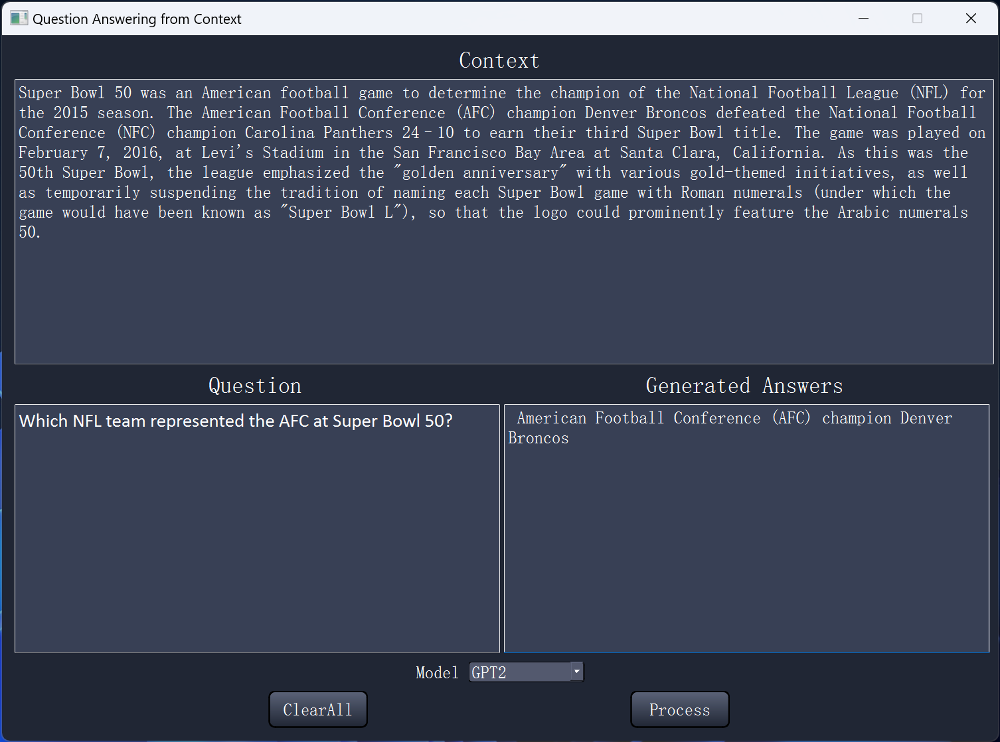 Question Answering from Context
Context
Super Bowl 50 was an American football game to determine the champion of the National Football League (NFL) for
the 2015 season. The American Football Conference (AFC) champion Denver Broncos defeated the National Football
Conference (NFC) champion Carolina Panthers 24–10 to earn their third Super Bowl title. The game was played on
February 7, 2016, at Levi's Stadium in the San Francisco Bay Area at Santa Clara, California. As this was the
50th Super Bowl, the league emphasized the "golden anniversary" with various gold-themed initiatives, as well
as temporarily suspending the tradition of naming each Super Bowl game with Roman numerals (under which the
game would have been known as "Super Bowl L"), so that the logo could prominently feature the Arabic numerals
50.
Question
Which NFL team represented the AFC at Super Bowl 50?
Generated Answers
American Football Conference (AFC) champion Denver
Broncos
Model GPT2
ClearAll
Process